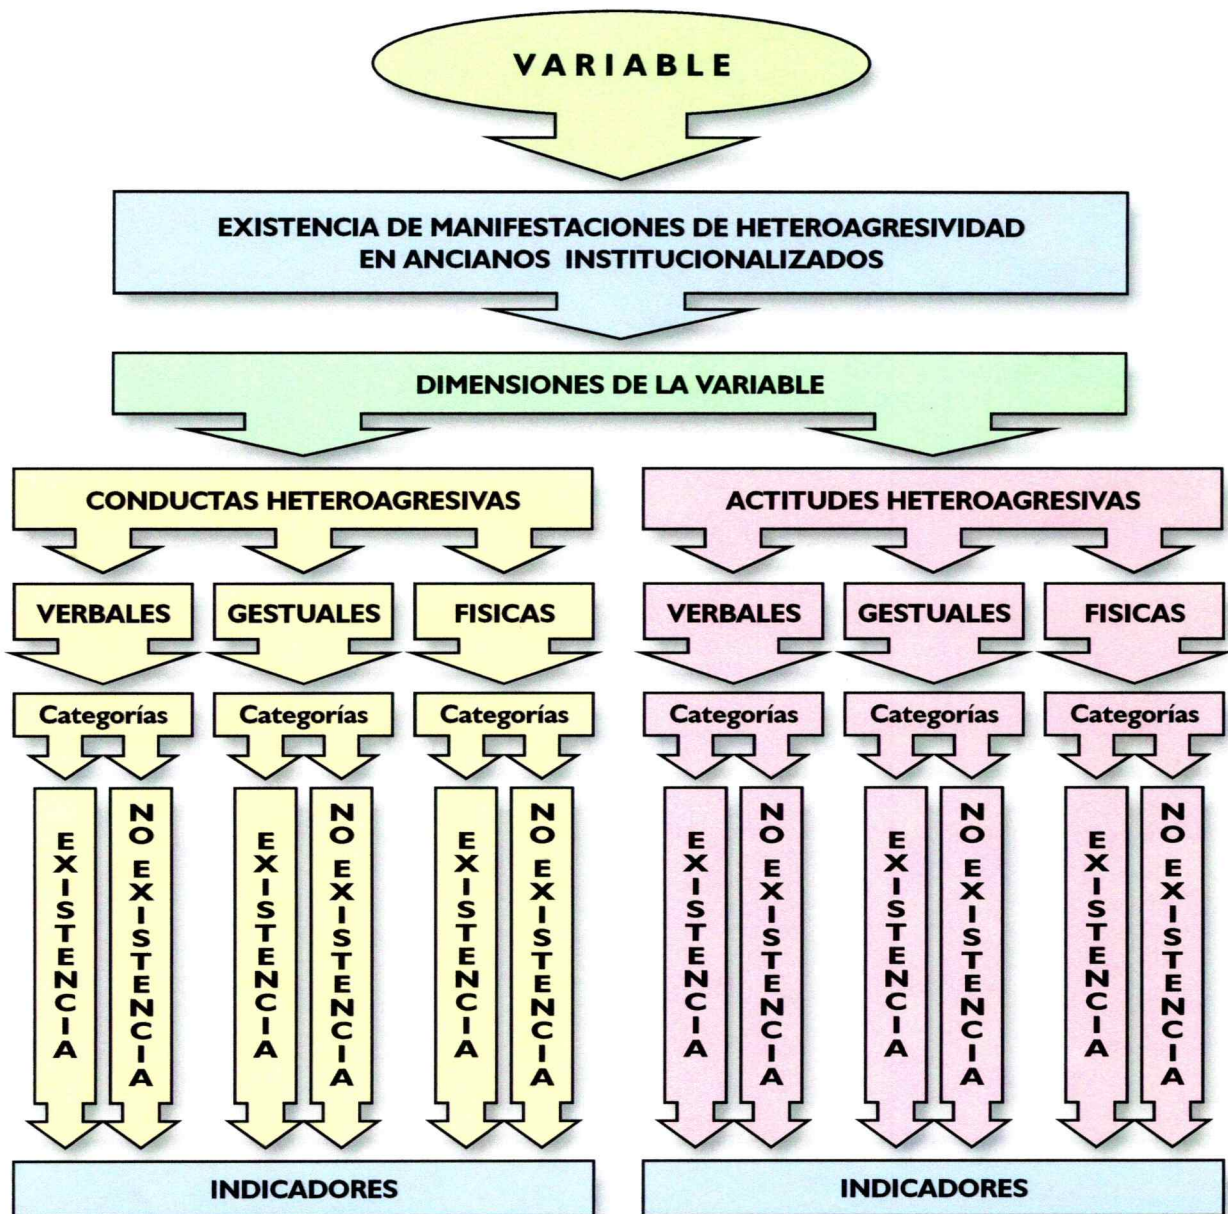 VARIABLE
EXISTENCIA DE MANIFESTACIONES DE HETEROAGRESIVIDAD
EN ANCIANOS INSTITUCIONALIZADOS
DIMENSIONES DE LA VARIABLE
CONDUCTAS HETEROAGRESIVAS
ACTITUDES HETEROAGRESIVAS
VERBALES
GESTUALES
FISICAS
VERBALES
GESTUALES
FISICAS
Categorías
Categorías
Categorías
Categorías
Categorías
Categorías
EXISTENCIA
NO EXISTENCIA
EXISTENCIA
NO EXISTENCIA
EXISTENCIA
NO EXISTENCIA
EXISTENCIA
NO EXISTENCIA
EXISTENCIA
NO EXISTENCIA
EXISTENCIA
NO EXISTENCIA
INDICADORES
INDICADORES